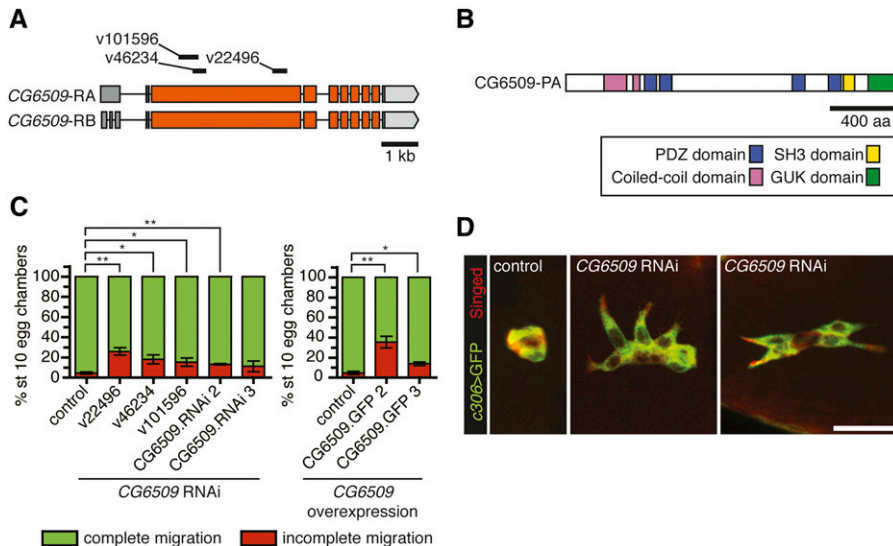 A
v101596
v46234
v22496
CG6509-RA
CG6509-RB
1 kb
B
CG6509-PA
400 aa
PDZ domain
SH3 domain
Coiled-coil domain
GUK domain
C
**
*
*
**
% st 10 egg chambers
100
80
60
40
20
0
control
v22496
v46234
v101596
CG6509.RNAi 2
CG6509.RNAi 3
CG6509 RNAi
*
**
% st 10 egg chambers
100
80
60
40
20
0
control
CG6509.GFP 2
CG6509.GFP 3
CG6509
overexpression
complete migration
incomplete migration
D
c306>GFP Singed
control
CG6509 RNAi
CG6509 RNAi